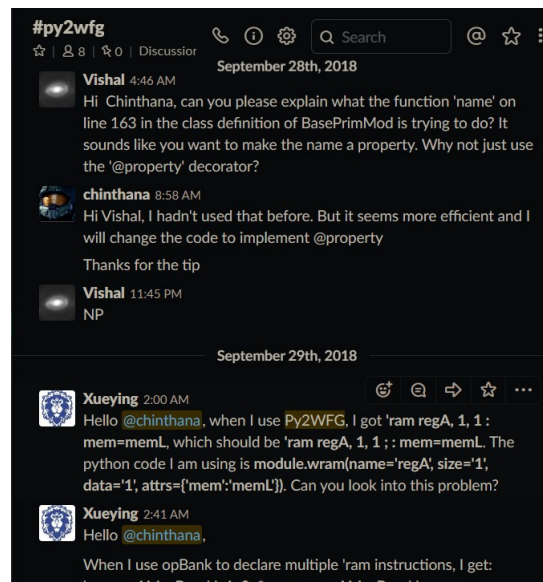 #py2wfg
8 | 0 | Discussion
Search
September 28th, 2018
Vishal 4:46 AM
Hi Chinthana, can you please explain what the function 'name' on
line 163 in the class definition of BasePrimMod is trying to do? It
sounds like you want to make the name a property. Why not just use
the '@property' decorator?
chinthana 8:58 AM
Hi Vishal, I hadn't used that before. But it seems more efficient and I
will change the code to implement @property
Thanks for the tip
Vishal 11:45 PM
NP
September 29th, 2018
Xueying 2:00 AM
Hello @chinthana, when I use Py2WFG, I got 'ram regA, 1, 1 :
mem=memL, which should be 'ram regA, 1, 1 ; : mem=memL. The
python code I am using is module.wram(name='regA', size='1',
data='1', attrs={'mem':'memL'}). Can you look into this problem?
Xueying 2:41 AM
Hello @chinthana,
When I use opBank to declare multiple 'ram instructions, I get: